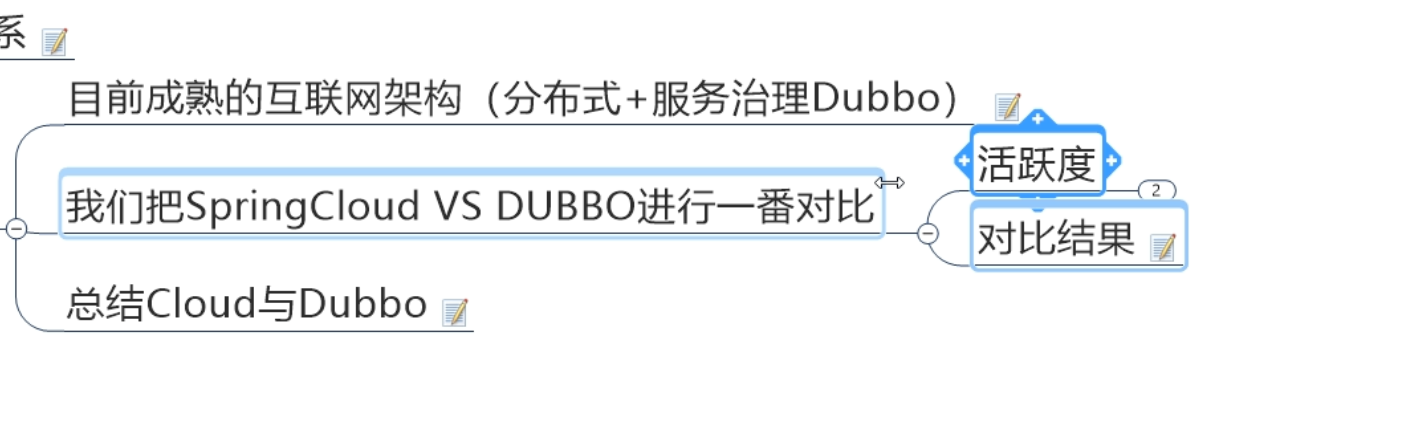 系
目前成熟的互联网架构（分布式+服务治理Dubbo）
活跃度
2
我们把SpringCloud VS DUBBO进行一番对比
对比结果
总结Cloud与Dubbo